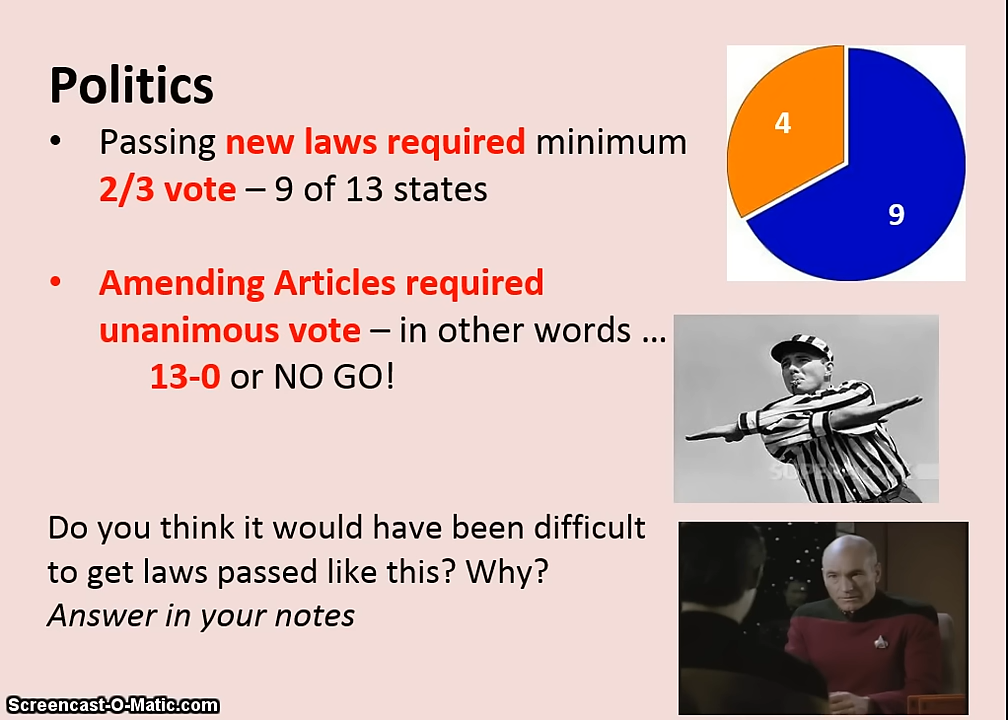 Politics
• Passing new laws required minimum
2/3 vote – 9 of 13 states
• Amending Articles required
unanimous vote – in other words …
13-0 or NO GO!
Do you think it would have been difficult
to get laws passed like this? Why?
Answer in your notes
4
9
Screencast-O-Matic.com